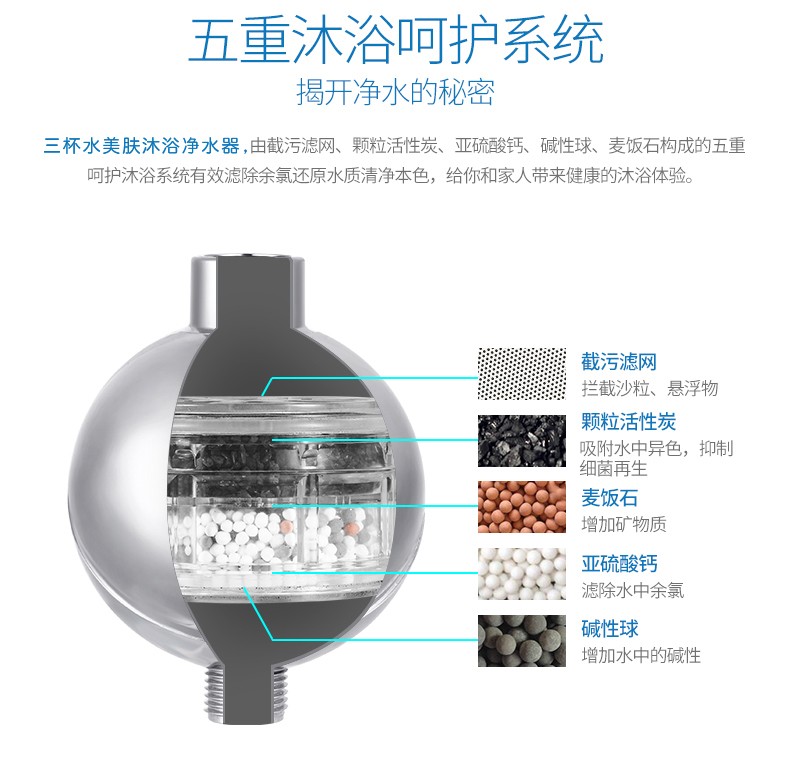 五重沐浴呵护系统
揭开净水的秘密
三杯水美肤沐浴净水器,由截污滤网、颗粒活性炭、亚硫酸钙、碱性球、麦饭石构成的五重
呵护沐浴系统有效滤除余氯还原水质清净本色，给你和家人带来健康的沐浴体验。
截污滤网
拦截沙粒、悬浮物
颗粒活性炭
吸附水中异色，抑制
细菌再生
麦饭石
增加矿物质
亚硫酸钙
滤除水中余氯
碱性球
增加水中的碱性